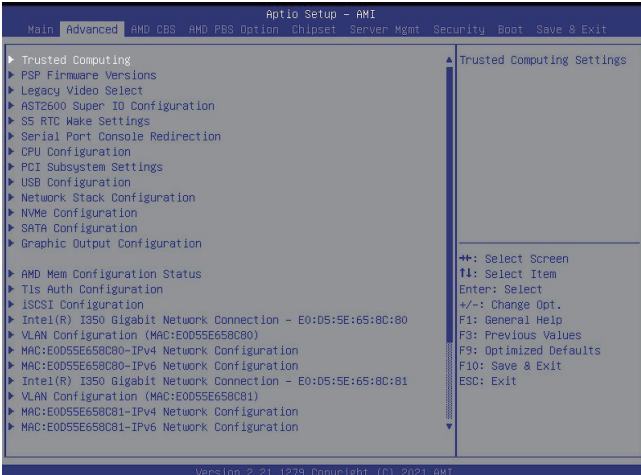 Aptio Setup – AMI
Main Advanced AMD CBS AMD PBS Option Chipset Server Mgmt Security Boot Save & Exit
Trusted Computing
PSP Firmware Versions
Legacy Video Select
AST2600 Super IO Configuration
S5 RTC Wake Settings
Serial Port Console Redirection
CPU Configuration
PCI Subsystem Settings
USB Configuration
Network Stack Configuration
NVMe Configuration
SATA Configuration
Graphic Output Configuration
AMD Mem Configuration Status
Tls Auth Configuration
iSCSI Configuration
Intel(R) I350 Gigabit Network Connection – E0:D5:5E:65:8C:80
VLAN Configuration (MAC:E0D55E658C80)
MAC:E0D55E658C80-IPv4 Network Configuration
MAC:E0D55E658C80-IPv6 Network Configuration
Intel(R) I350 Gigabit Network Connection – E0:D5:5E:65:8C:81
VLAN Configuration (MAC:E0D55E658C81)
MAC:E0D55E658C81-IPv4 Network Configuration
MAC:E0D55E658C81-IPv6 Network Configuration
Trusted Computing Settings
→←: Select Screen
↑↓: Select Item
Enter: Select
+/-: Change Opt.
F1: General Help
F3: Previous Values
F9: Optimized Defaults
F10: Save & Exit
ESC: Exit
Version 2.21.1279 Copyright (C) 2021 AMI